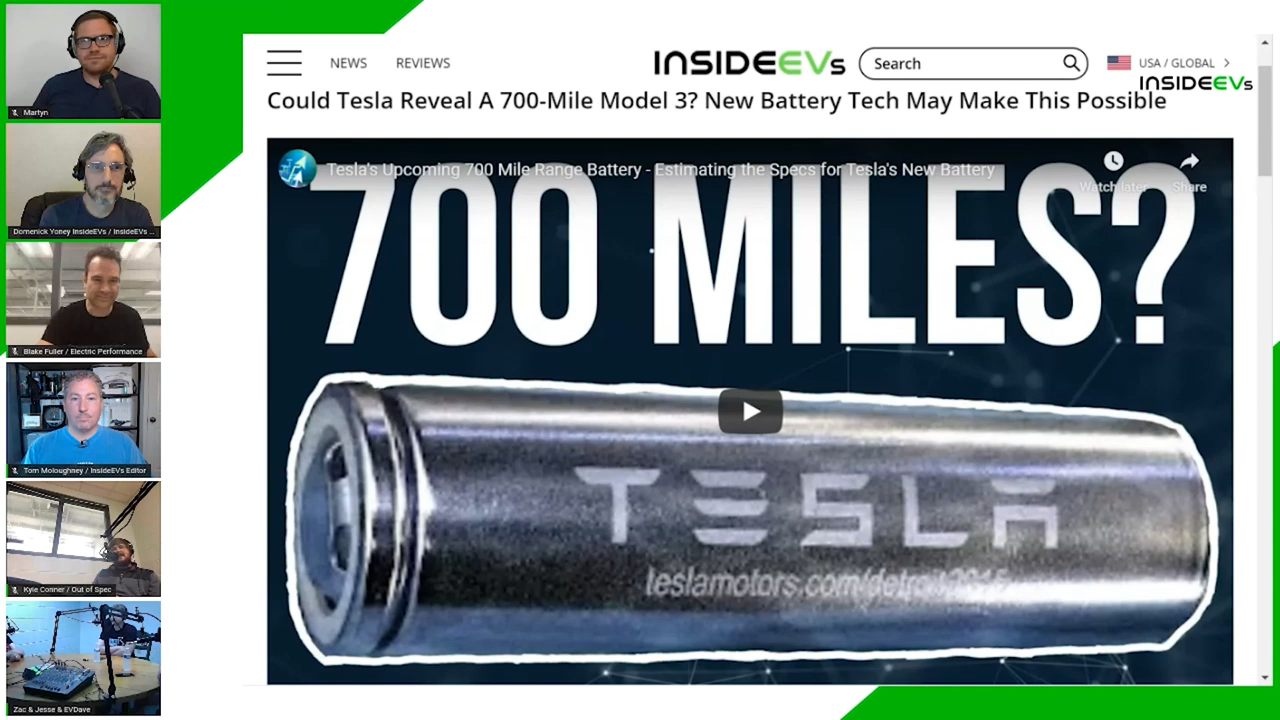 Martyn
Domenick Yoney InsideEVs / InsideEVs ...
Blake Fuller / Electric Performance
Tom Moloughney / InsideEVs Editor
Kyle Conner / Out of Spec
Zac & Jesse & EVDave
NEWS
REVIEWS
INSIDEEVs
Search
USA / GLOBAL
INSIDEEVs
Could Tesla Reveal A 700-Mile Model 3? New Battery Tech May Make This Possible
Tesla's Upcoming 700 Mile Range Battery - Estimating the Specs for Tesla's New Battery
Watch later
Share
700 MILES?
TESLA
teslamotors.com/detroit2015